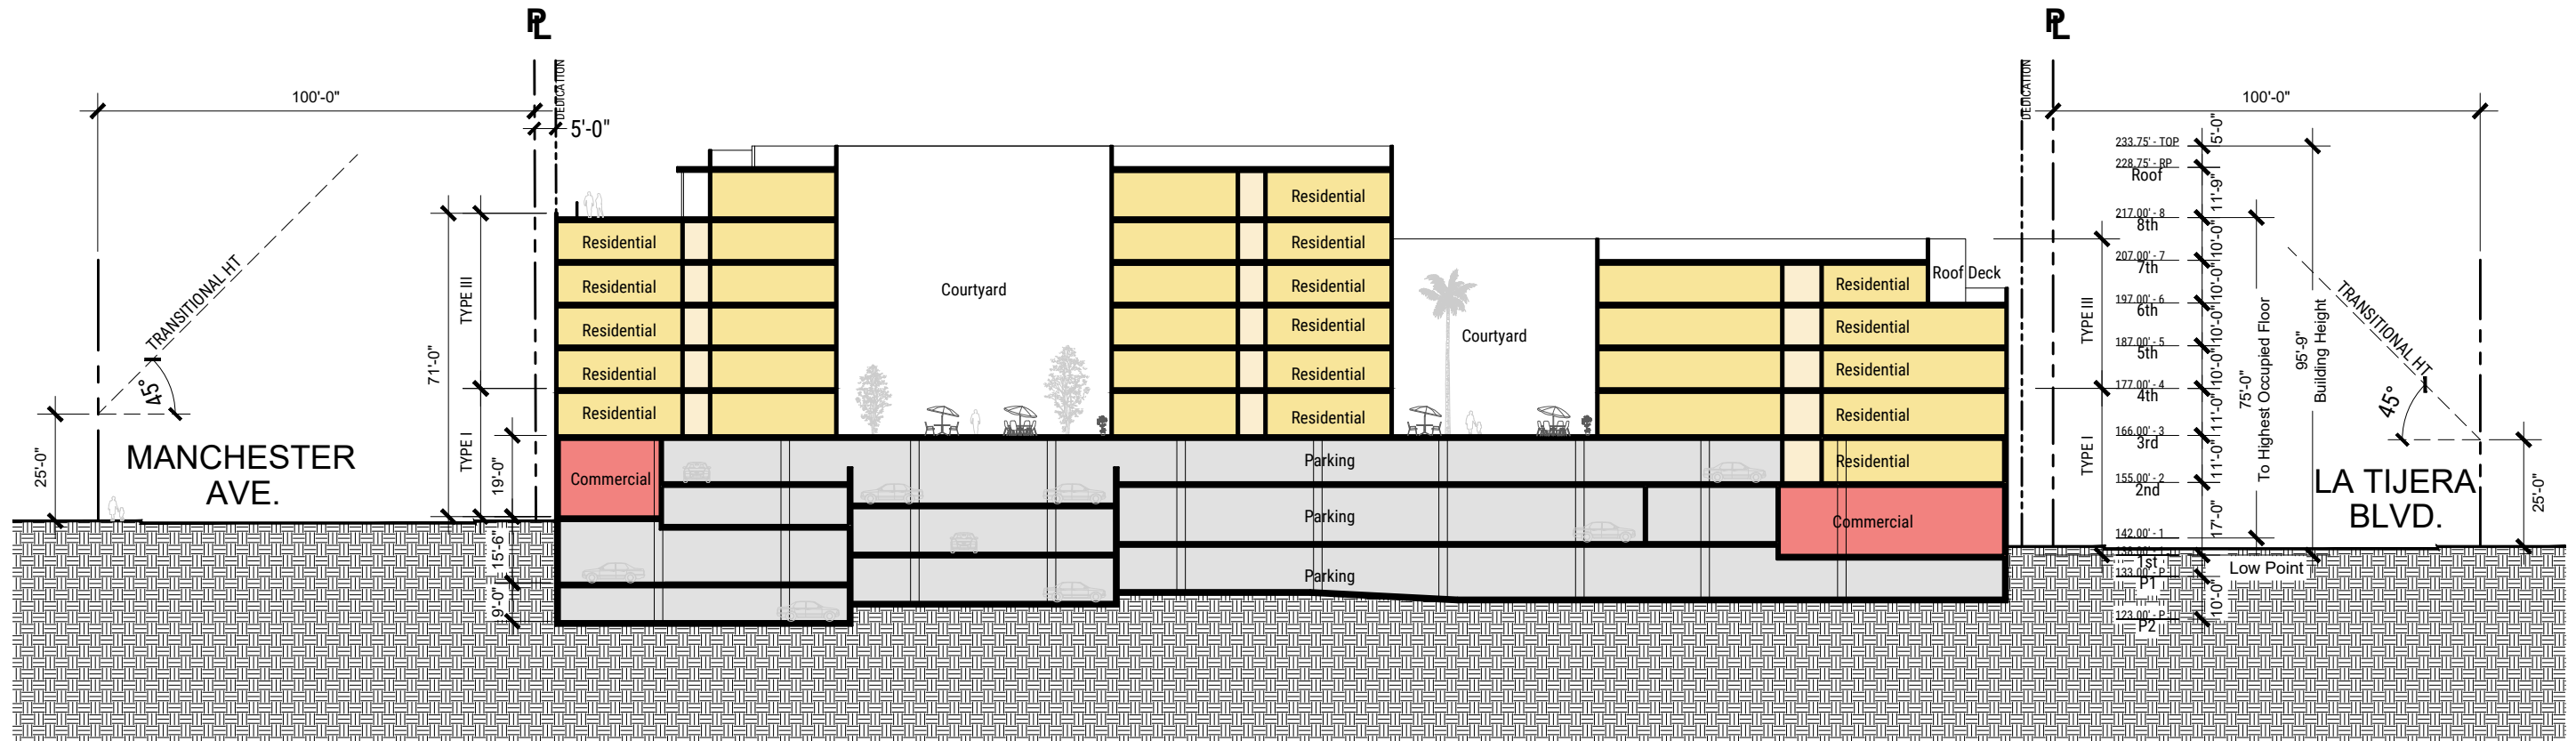 PL
PL
DEDICATION
DEDICATION
100'-0"
100'-0"
5'-0"
TRANSITIONAL HT
45°
25'-0"
MANCHESTER
AVE.
71'-0"
TYPE III
TYPE I
19'-0"
15'-6"
9'-0"
Residential
Residential
Residential
Residential
Residential
Commercial
Courtyard
Residential
Residential
Residential
Residential
Residential
Residential
Courtyard
Roof Deck
Residential
Residential
Residential
Residential
Residential
Commercial
Parking
Parking
Parking
TYPE III
TYPE I
233.75' - TOP
228.75' - RP
Roof
217.00' - 8
8th
207.00' - 7
7th
197.00' - 6
6th
187.00' - 5
5th
177.00' - 4
4th
166.00' - 3
3rd
155.00' - 2
2nd
142.00' - 1
1st
133.00' - P
P1
123.00' - P
P2
5'-0"
11'-9"
10'-0"
10'-0"
10'-0"
10'-0"
11'-0"
11'-0"
17'-0"
10'-0"
75'-0"
To Highest Occupied Floor
95'-9"
Building Height
Low Point
TRANSITIONAL HT
45°
LA TIJERA
BLVD.
25'-0"